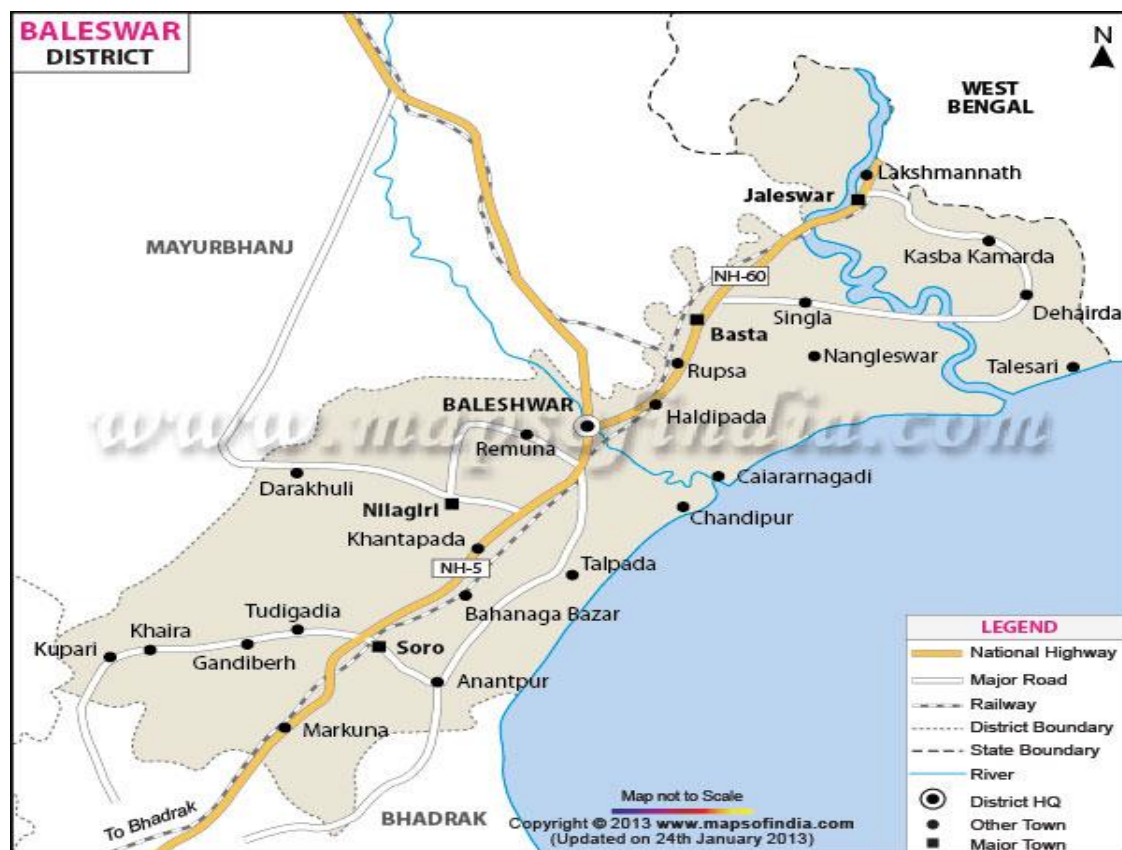 BALESWAR
DISTRICT
N
WEST
BENGAL
Lakshmannath
Jaleswar
MAYURBHANJ
Kasba Kamarda
NH-60
Dehairda
Singla
Basta
Nangleswar
Talesari
Rupsa
BALESHWAR
Haldipada
www.mapsofindia.com
Remuna
Darakhuli
Caiararnagadi
Nilagiri
Chandipur
Khantapada
NH-5
Talpada
Tudigadia
Bahanaga Bazar
Khaira
Kupari
Gandiberh
Soro
Anantpur
Markuna
To Bhadrak
BHADRAK
LEGEND
National Highway
Major Road
Railway
District Boundary
State Boundary
River
District HQ
Other Town
Major Town
Map not to Scale
Copyright © 2013 www.mapsofindia.com
(Updated on 24th January 2013)